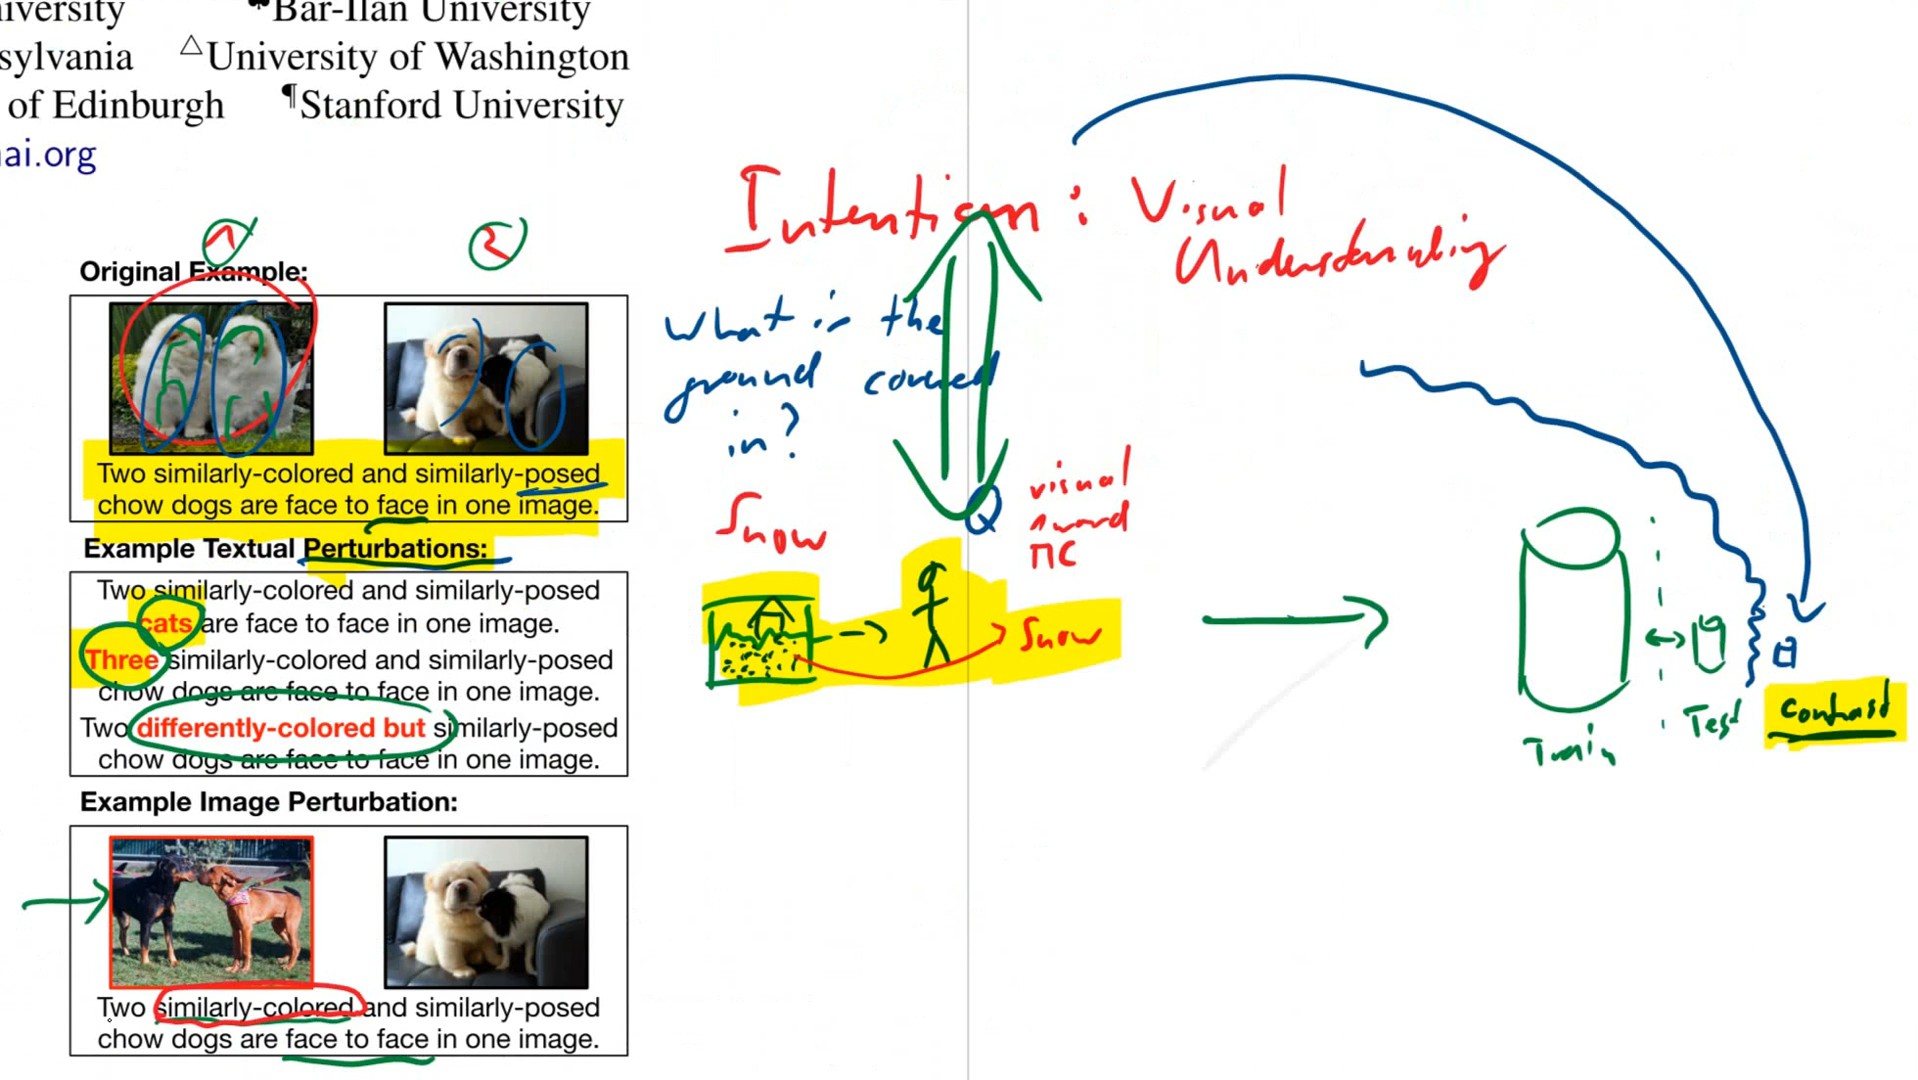 iversity ♠Bar-Ilan University
sylvania △University of Washington
of Edinburgh ¶Stanford University
ai.org
1 2
Original Example:
Two similarly-colored and similarly-posed
chow dogs are face to face in one image.
Example Textual Perturbations:
Two similarly-colored and similarly-posed
cats are face to face in one image.
Three similarly-colored and similarly-posed
chow dogs are face to face in one image.
Two differently-colored but similarly-posed
chow dogs are face to face in one image.
Example Image Perturbation:
Two similarly-colored and similarly-posed
chow dogs are face to face in one image.
Intention: Visual
Understanding
What is the
ground covered
in?
Snow
Q
visual
MC
Snow
Train
Test
Contrast